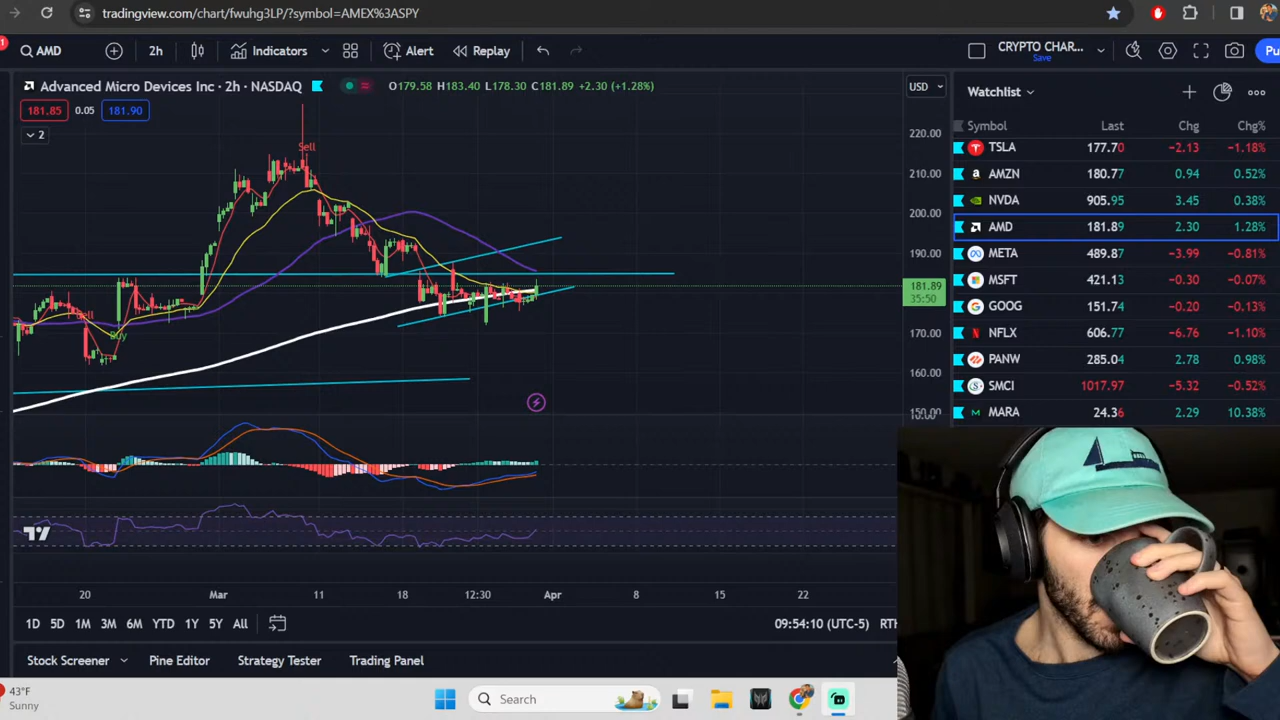 tradingview.com/chart/fwuhg3LP/?symbol=AMEX%3ASPY
AMD 2h Indicators Alert Replay CRYPTO CHAR... Save Pu
Advanced Micro Devices Inc · 2h · NASDAQ O179.58 H183.40 L178.30 C181.89 +2.30 (+1.28%)
181.85 0.05 181.90
2
USD
220.00
210.00
200.00
190.00
181.89
35:50
170.00
160.00
150.00
Sell
Sell
Buy
20 Mar 11 18 12:30 Apr 8 15 22
1D 5D 1M 3M 6M YTD 1Y 5Y All 09:54:10 (UTC-5) RTH
Stock Screener Pine Editor Strategy Tester Trading Panel
Watchlist
Symbol Last Chg Chg%
TSLA 177.70 −2.13 −1.18%
AMZN 180.77 0.94 0.52%
NVDA 905.95 3.45 0.38%
AMD 181.89 2.30 1.28%
META 489.87 −3.99 −0.81%
MSFT 421.13 −0.30 −0.07%
GOOG 151.74 −0.20 −0.13%
NFLX 606.77 −6.76 −1.10%
PANW 285.04 2.78 0.98%
SMCI 1017.97 −5.32 −0.52%
MARA 24.36 2.29 10.38%
43°F
Sunny
Search